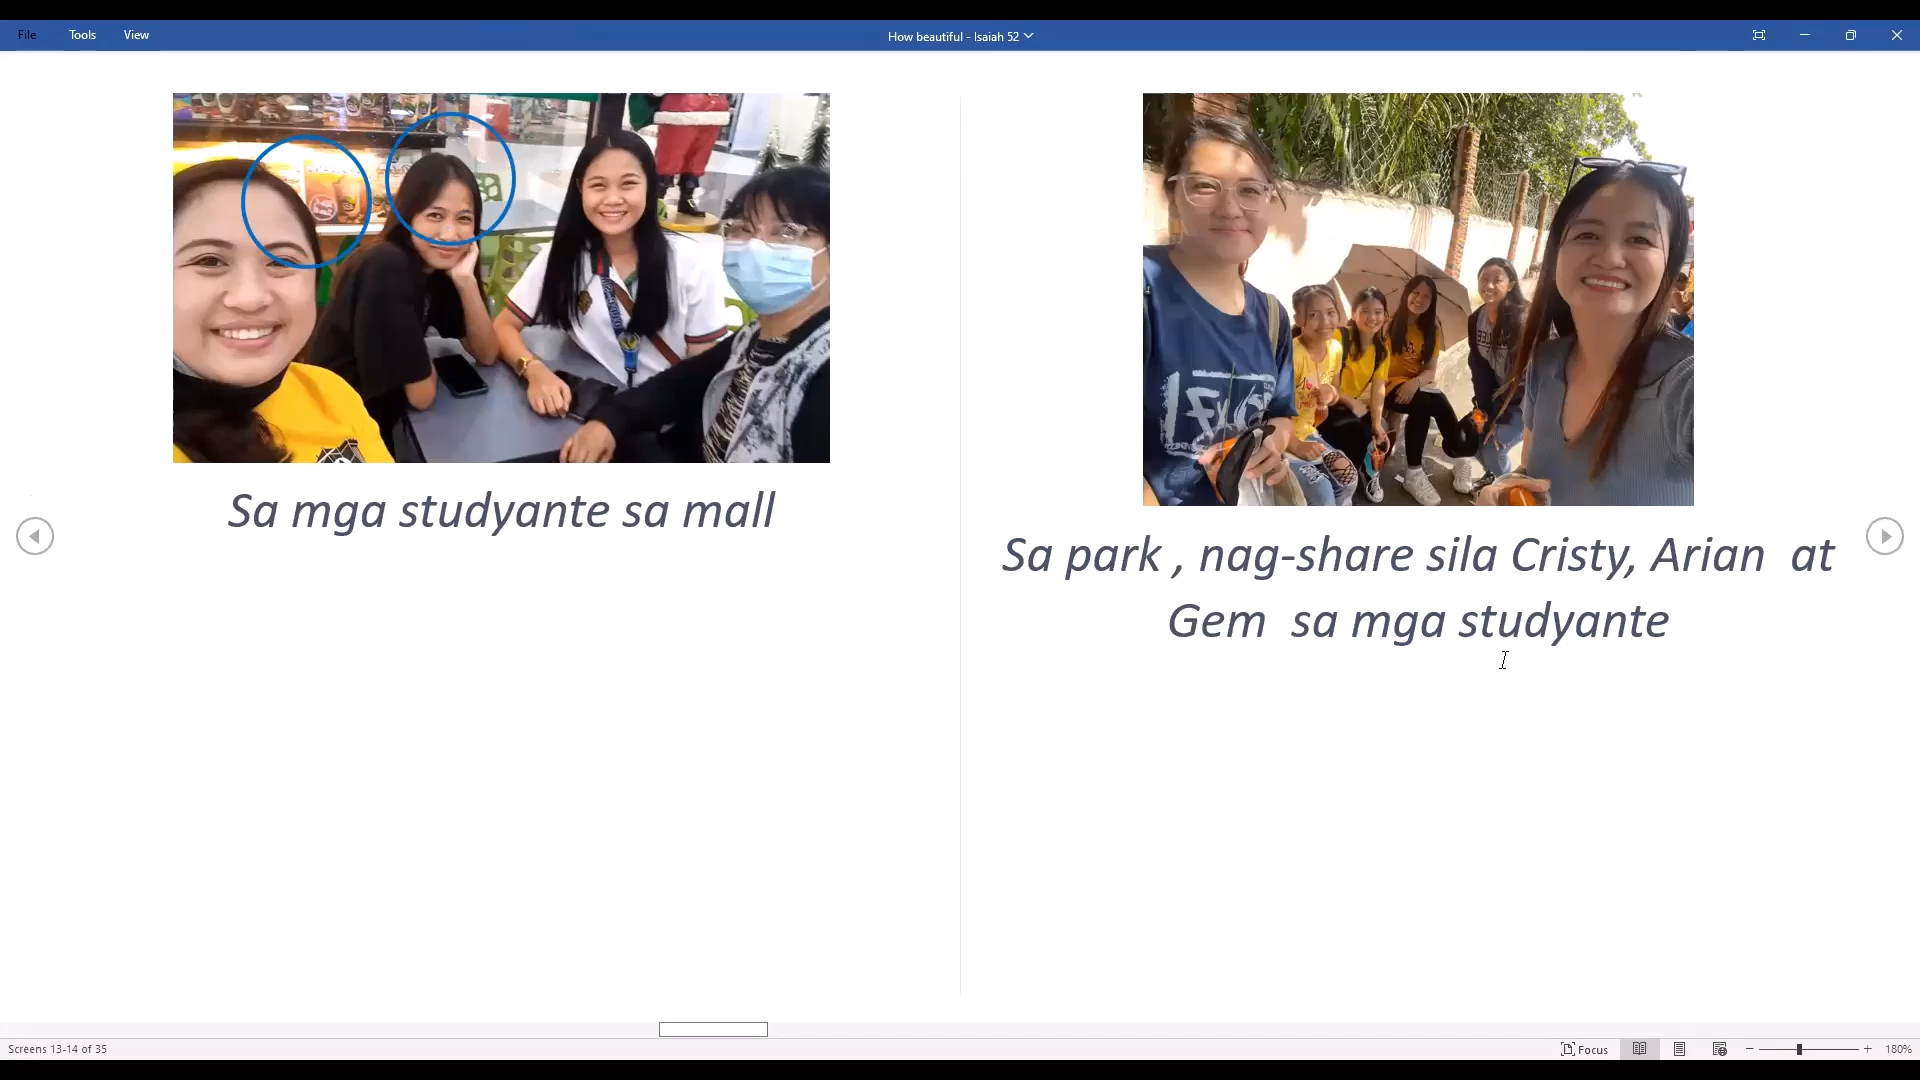 File Tools View
How beautiful - Isaiah 52
Sa mga studyante sa mall
Sa park , nag-share sila Cristy, Arian at
Gem sa mga studyante
Screens 13-14 of 35
Focus
180%